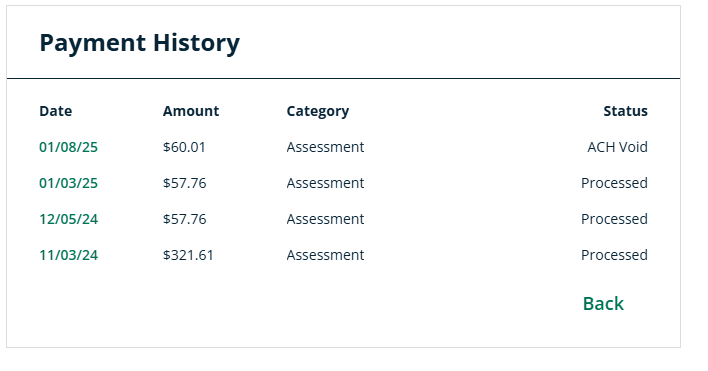 Payment History
Date Amount Category Status
01/08/25 $60.01 Assessment ACH Void
01/03/25 $57.76 Assessment Processed
12/05/24 $57.76 Assessment Processed
11/03/24 $321.61 Assessment Processed
Back